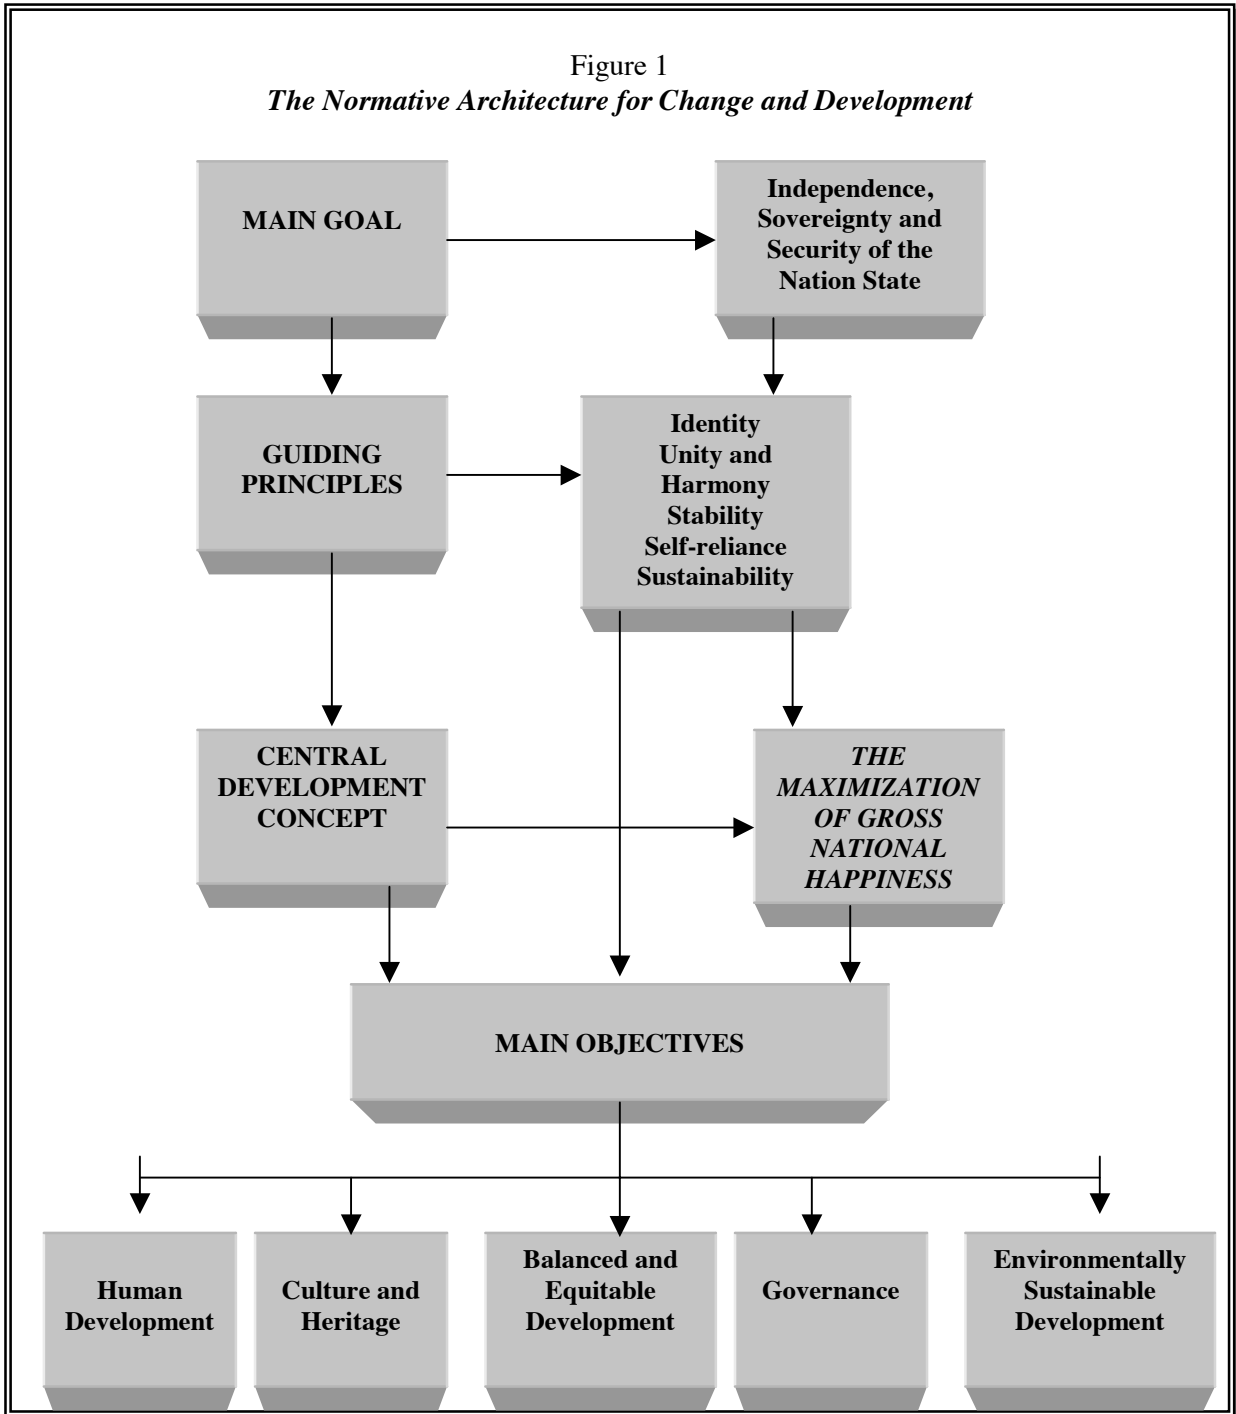 Figure 1
The Normative Architecture for Change and Development
MAIN GOAL
Independence,
Sovereignty and
Security of the
Nation State
GUIDING
PRINCIPLES
Identity
Unity and
Harmony
Stability
Self-reliance
Sustainability
CENTRAL
DEVELOPMENT
CONCEPT
THE
MAXIMIZATION
OF GROSS
NATIONAL
HAPPINESS
MAIN OBJECTIVES
Human
Development
Culture and
Heritage
Balanced and
Equitable
Development
Governance
Environmentally
Sustainable
Development